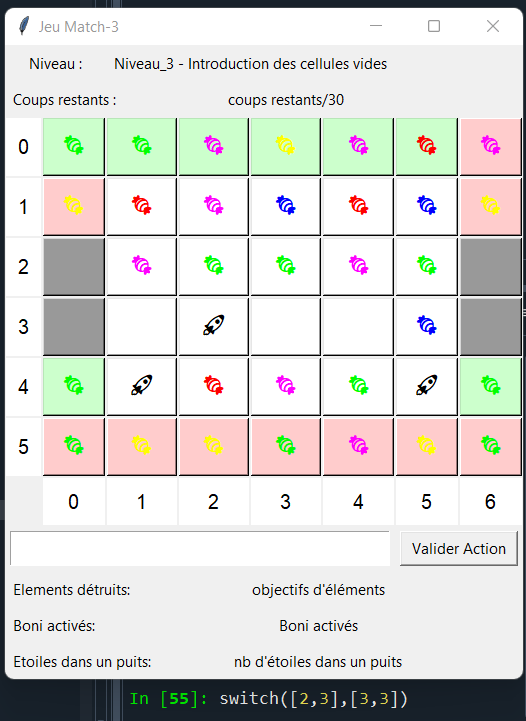 Jeu Match-3
Niveau : Niveau_3 - Introduction des cellules vides
Coups restants : coups restants/30
0
1
2
3
4
5
0 1 2 3 4 5 6
Valider Action
Elements détruits: objectifs d'éléments
Boni activés: Boni activés
Etoiles dans un puits: nb d'étoiles dans un puits
In [55]: switch([2,3],[3,3])